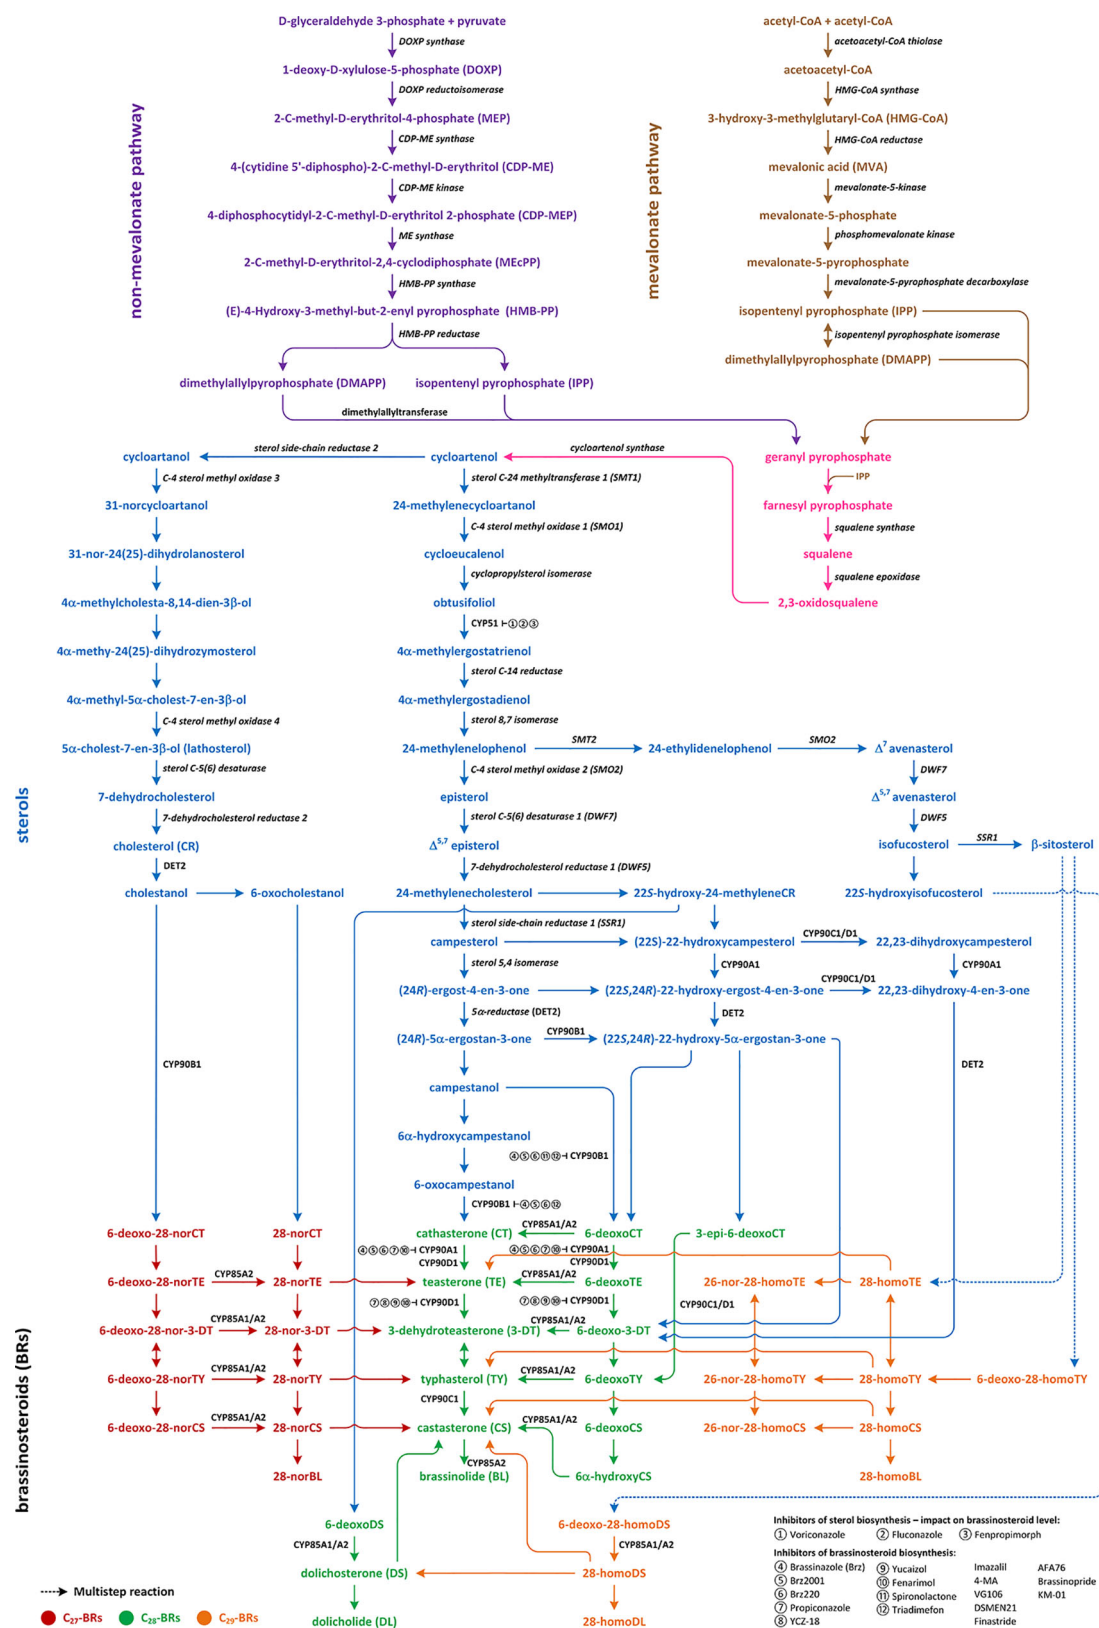 D-glyceraldehyde 3-phosphate + pyruvate
DOXP synthase
1-deoxy-D-xylulose-5-phosphate (DOXP)
DOXP reductoisomerase
2-C-methyl-D-erythritol-4-phosphate (MEP)
CDP-ME synthase
4-(cytidine 5'-diphospho)-2-C-methyl-D-erythritol (CDP-ME)
CDP-ME kinase
4-diphosphocytidyl-2-C-methyl-D-erythritol 2-phosphate (CDP-MEP)
ME synthase
2-C-methyl-D-erythritol-2,4-cyclodiphosphate (MEcPP)
HMB-PP synthase
(E)-4-Hydroxy-3-methyl-but-2-enyl pyrophosphate (HMB-PP)
HMB-PP reductase
dimethylallylpyrophosphate (DMAPP)
isopentenyl pyrophosphate (IPP)
dimethylallyltransferase
non-mevalonate pathway
acetyl-CoA + acetyl-CoA
acetoacetyl-CoA thiolase
acetoacetyl-CoA
HMG-CoA synthase
3-hydroxy-3-methylglutaryl-CoA (HMG-CoA)
HMG-CoA reductase
mevalonic acid (MVA)
mevalonate-5-kinase
mevalonate-5-phosphate
phosphomevalonate kinase
mevalonate-5-pyrophosphate
mevalonate-5-pyrophosphate decarboxylase
isopentenyl pyrophosphate (IPP)
isopentenyl pyrophosphate isomerase
dimethylallylpyrophosphate (DMAPP)
mevalonate pathway
geranyl pyrophosphate
IPP
farnesyl pyrophosphate
squalene synthase
squalene
squalene epoxidase
2,3-oxidosqualene
cycloartenol synthase
sterols
cycloartanol
sterol side-chain reductase 2
cycloartenol
C-4 sterol methyl oxidase 3
31-norcycloartanol
31-nor-24(25)-dihydrolanosterol
4α-methylcholesta-8,14-dien-3β-ol
4α-methy-24(25)-dihydrozymosterol
4α-methyl-5α-cholest-7-en-3β-ol
C-4 sterol methyl oxidase 4
5α-cholest-7-en-3β-ol (lathosterol)
sterol C-5(6) desaturase
7-dehydrocholesterol
7-dehydrocholesterol reductase 2
cholesterol (CR)
DET2
cholestanol
6-oxocholestanol
CYP90B1
sterol C-24 methyltransferase 1 (SMT1)
24-methylenecycloartanol
C-4 sterol methyl oxidase 1 (SMO1)
cycloeucalenol
cyclopropylsterol isomerase
obtusifoliol
CYP51 ⊢①②③
4α-methylergostatrienol
sterol C-14 reductase
4α-methylergostadienol
sterol 8,7 isomerase
24-methylenelophenol
SMT2
24-ethylidenelophenol
SMO2
Δ7 avenasterol
C-4 sterol methyl oxidase 2 (SMO2)
DWF7
episterol
Δ5,7 avenasterol
sterol C-5(6) desaturase 1 (DWF7)
DWF5
Δ5,7 episterol
isofucosterol
SSR1
β-sitosterol
7-dehydrocholesterol reductase 1 (DWF5)
24-methylenecholesterol
22S-hydroxy-24-methyleneCR
22S-hydroxyisofucosterol
sterol side-chain reductase 1 (SSR1)
campesterol
(22S)-22-hydroxycampesterol
CYP90C1/D1
22,23-dihydroxycampesterol
sterol 5,4 isomerase
CYP90A1
CYP90A1
(24R)-ergost-4-en-3-one
(22S,24R)-22-hydroxy-ergost-4-en-3-one
CYP90C1/D1
22,23-dihydroxy-4-en-3-one
5α-reductase (DET2)
DET2
(24R)-5α-ergostan-3-one
CYP90B1
(22S,24R)-22-hydroxy-5α-ergostan-3-one
DET2
campestanol
6α-hydroxycampestanol
④⑤⑥⑪⑫⊣ CYP90B1
6-oxocampestanol
CYP90B1 ⊢④⑤⑥⑫
brassinosteroids (BRs)
6-deoxo-28-norCT
28-norCT
cathasterone (CT)
CYP85A1/A2
6-deoxoCT
3-epi-6-deoxoCT
④⑤⑥⑦⑩⊣ CYP90A1
CYP90D1
④⑤⑥⑦⑩⊣ CYP90A1
CYP90D1
6-deoxo-28-norTE
CYP85A2
28-norTE
teasterone (TE)
CYP85A1/A2
6-deoxoTE
26-nor-28-homoTE
28-homoTE
⑦⑧⑨⑩⊣ CYP90D1
⑦⑧⑨⑩⊣ CYP90D1
CYP90C1/D1
6-deoxo-28-nor-3-DT
CYP85A1/A2
28-nor-3-DT
3-dehydroteasterone (3-DT)
CYP85A1/A2
6-deoxo-3-DT
6-deoxo-28-norTY
CYP85A1/A2
28-norTY
typhasterol (TY)
CYP85A1/A2
6-deoxoTY
26-nor-28-homoTY
28-homoTY
6-deoxo-28-homoTY
CYP90C1
6-deoxo-28-norCS
CYP85A1/A2
28-norCS
castasterone (CS)
CYP85A1/A2
6-deoxoCS
26-nor-28-homoCS
28-homoCS
CYP85A2
28-norBL
brassinolide (BL)
6α-hydroxyCS
28-homoBL
6-deoxoDS
6-deoxo-28-homoDS
CYP85A1/A2
CYP85A1/A2
dolichosterone (DS)
28-homoDS
dolicholide (DL)
28-homoDL
Multistep reaction
C27-BRs
C28-BRs
C29-BRs
Inhibitors of sterol biosynthesis – impact on brassinosteroid level:
① Voriconazole ② Fluconazole ③ Fenpropimorph
Inhibitors of brassinosteroid biosynthesis:
④ Brassinazole (Brz) ⑨ Yucaizol Imazalil AFA76
⑤ Brz2001 ⑩ Fenarimol 4-MA Brassinopride
⑥ Brz220 ⑪ Spironolactone VG106 KM-01
⑦ Propiconazole ⑫ Triadimefon DSMEN21
⑧ YCZ-18 Finastride